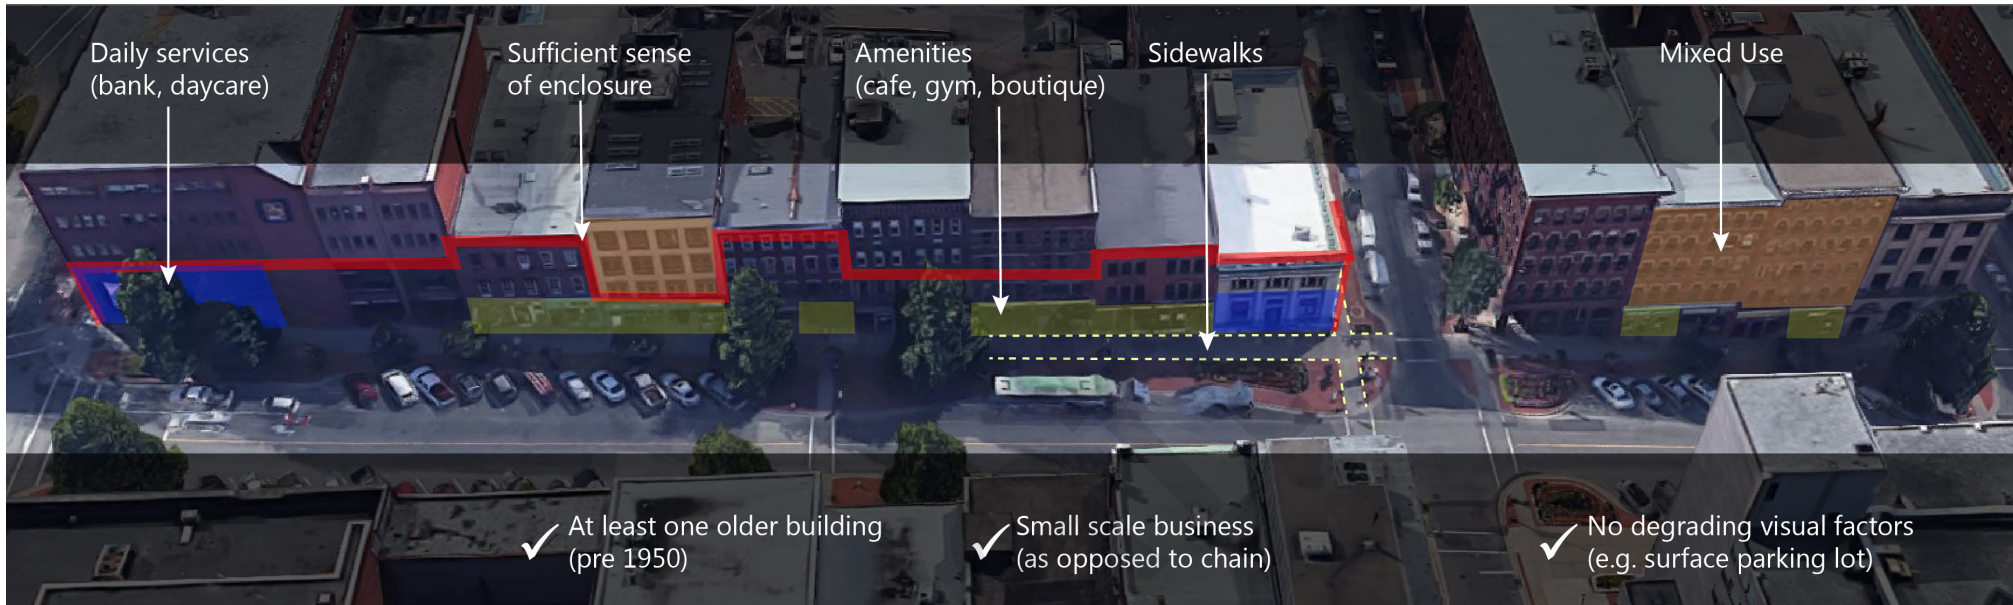 Daily services
(bank, daycare)
Sufficient sense
of enclosure
Amenities
(cafe, gym, boutique)
Sidewalks
Mixed Use
At least one older building
(pre 1950)
Small scale business
(as opposed to chain)
No degrading visual factors
(e.g. surface parking lot)